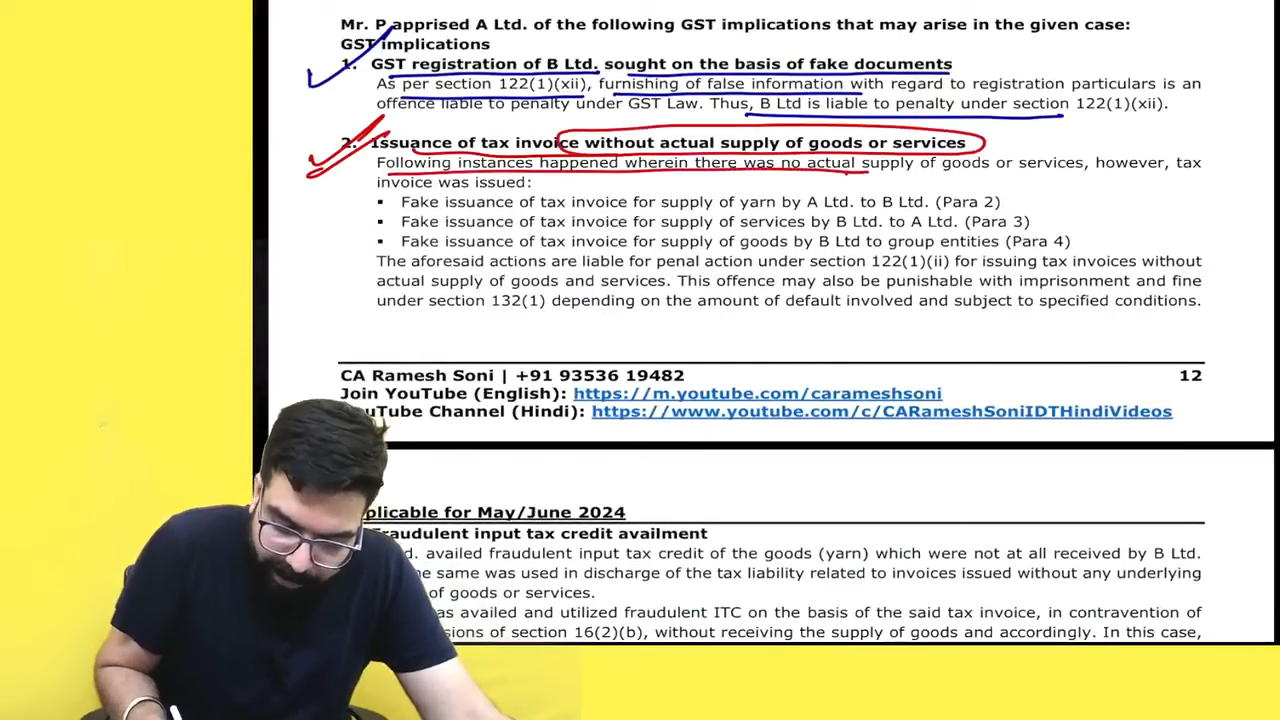 Mr. P apprised A Ltd. of the following GST implications that may arise in the given case:
GST implications
1. GST registration of B Ltd. sought on the basis of fake documents
As per section 122(1)(xii), furnishing of false information with regard to registration particulars is an
offence liable to penalty under GST Law. Thus, B Ltd is liable to penalty under section 122(1)(xii).
2. Issuance of tax invoice without actual supply of goods or services
Following instances happened wherein there was no actual supply of goods or services, however, tax
invoice was issued:
▪ Fake issuance of tax invoice for supply of yarn by A Ltd. to B Ltd. (Para 2)
▪ Fake issuance of tax invoice for supply of services by B Ltd. to A Ltd. (Para 3)
▪ Fake issuance of tax invoice for supply of goods by B Ltd to group entities (Para 4)
The aforesaid actions are liable for penal action under section 122(1)(ii) for issuing tax invoices without
actual supply of goods and services. This offence may also be punishable with imprisonment and fine
under section 132(1) depending on the amount of default involved and subject to specified conditions.
CA Ramesh Soni | +91 93536 19482
12
Join YouTube (English): https://m.youtube.com/carameshsoni
uTube Channel (Hindi): https://www.youtube.com/c/CARameshSoniIDTHindiVideos
plicable for May/June 2024
Fraudulent input tax credit availment
d. availed fraudulent input tax credit of the goods (yarn) which were not at all received by B Ltd.
he same was used in discharge of the tax liability related to invoices issued without any underlying
of goods or services.
as availed and utilized fraudulent ITC on the basis of the said tax invoice, in contravention of
sions of section 16(2)(b), without receiving the supply of goods and accordingly. In this case,